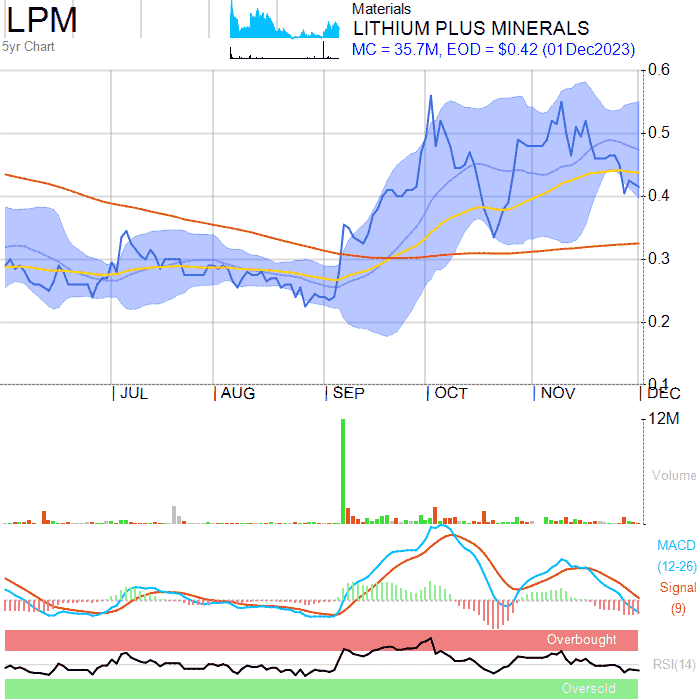 LPM
5yr Chart
Materials
LITHIUM PLUS MINERALS
MC = 35.7M, EOD = $0.42 (01Dec2023)
0.6
0.5
0.4
0.3
0.2
0.1
JUL AUG SEP OCT NOV DEC
12M
Volume
MACD
(12-26)
Signal
(9)
Overbought
RSI(14)
Oversold